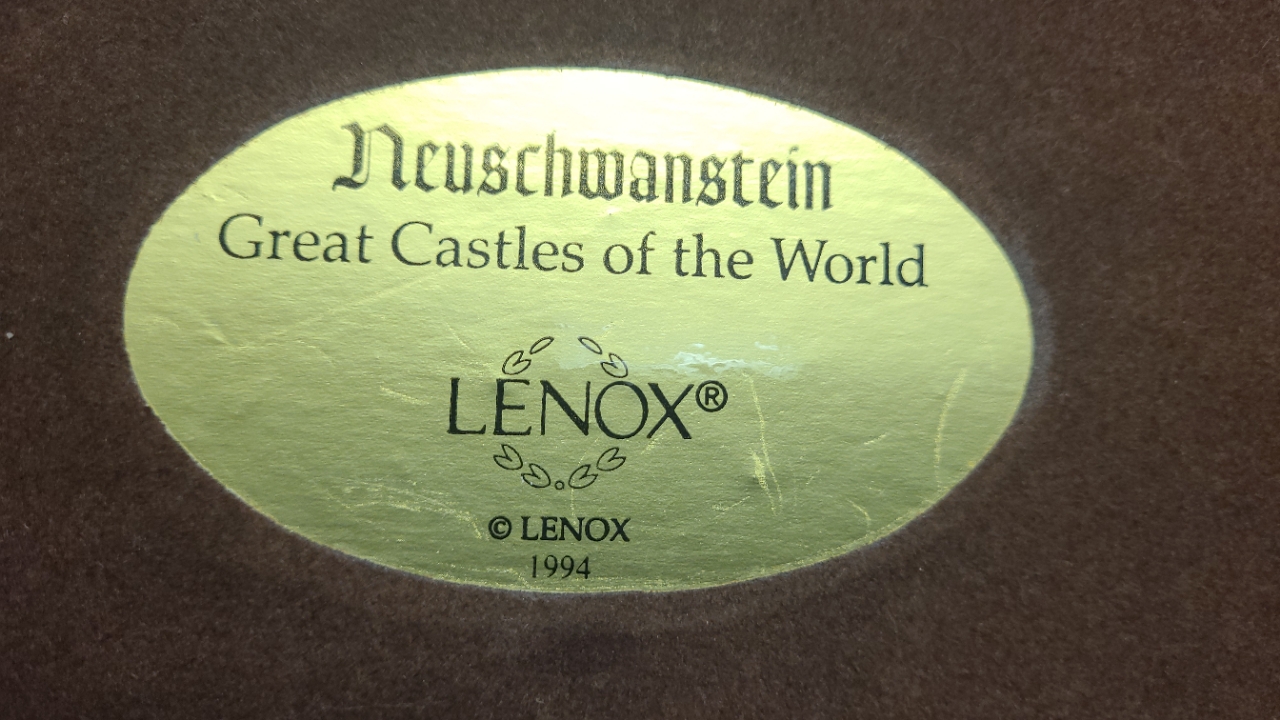 Neuschwanstein
Great Castles of the World
LENOX®
© LENOX
1994